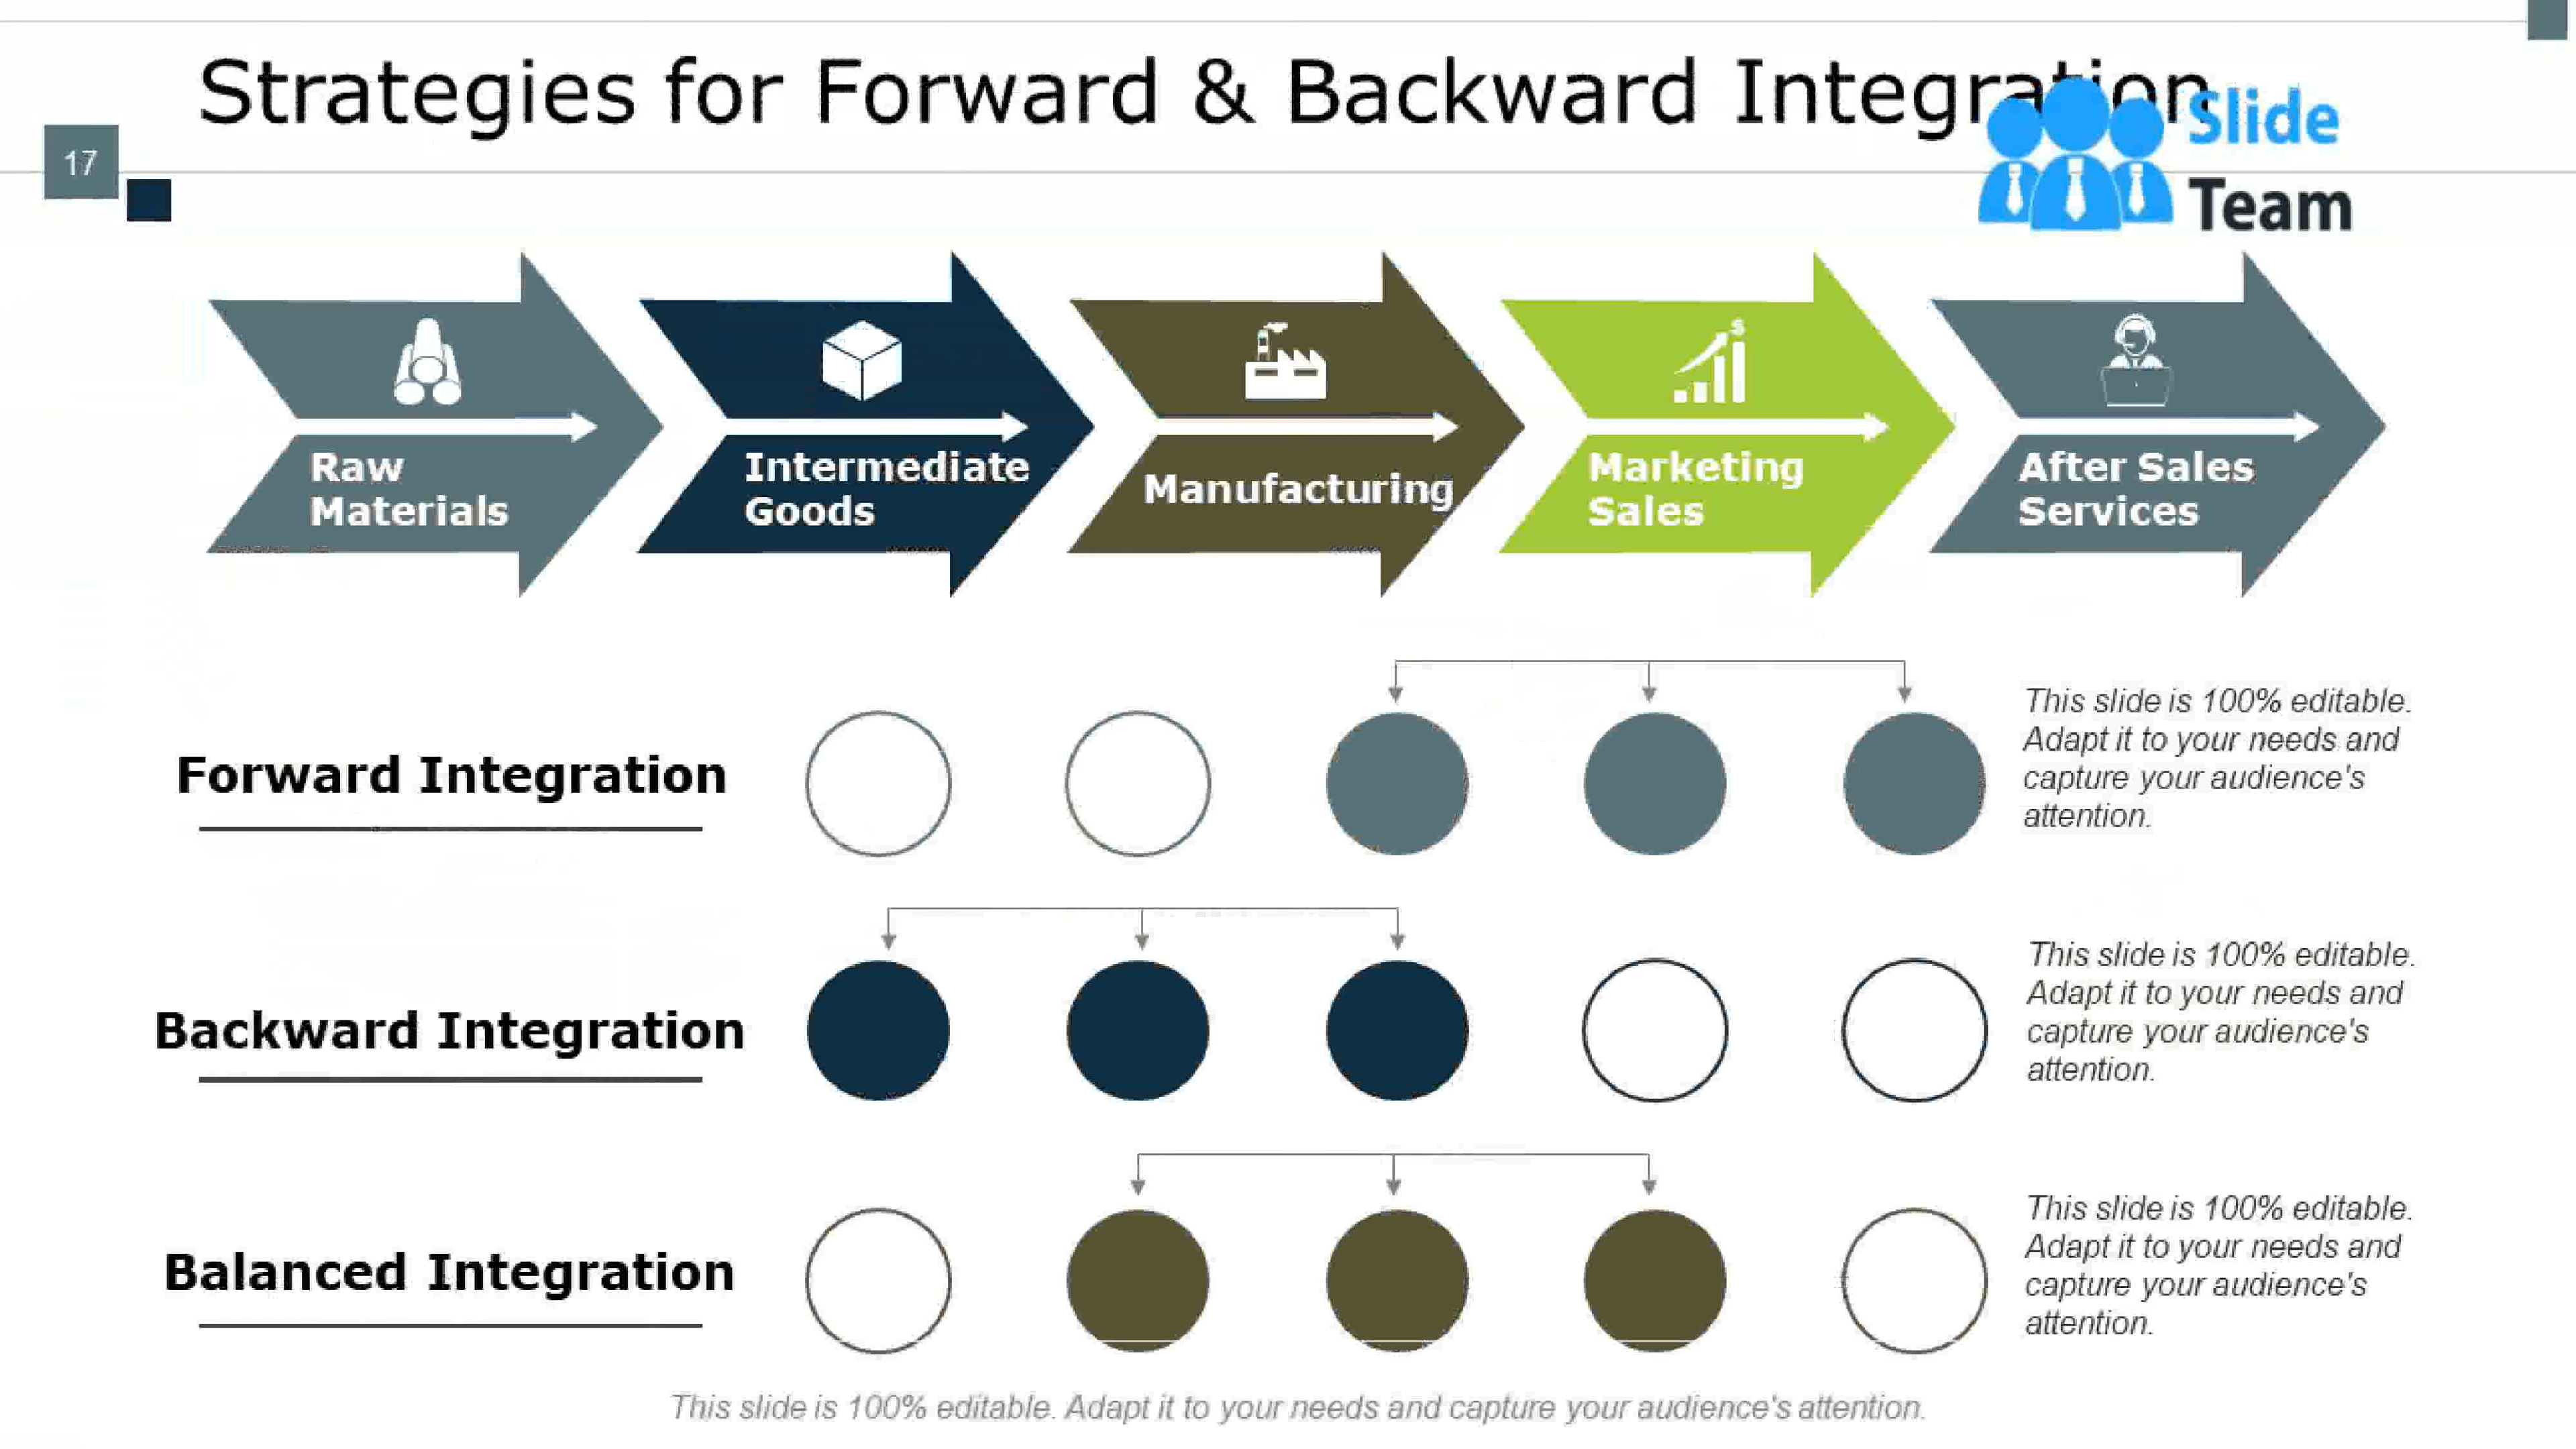 Strategies for Forward & Backward Integration
Slide
Team
17
Raw
Materials
Intermediate
Goods
Manufacturing
Marketing
Sales
After Sales
Services
Forward Integration
This slide is 100% editable.
Adapt it to your needs and
capture your audience's
attention.
Backward Integration
This slide is 100% editable.
Adapt it to your needs and
capture your audience's
attention.
Balanced Integration
This slide is 100% editable.
Adapt it to your needs and
capture your audience's
attention.
This slide is 100% editable. Adapt it to your needs and capture your audience's attention.